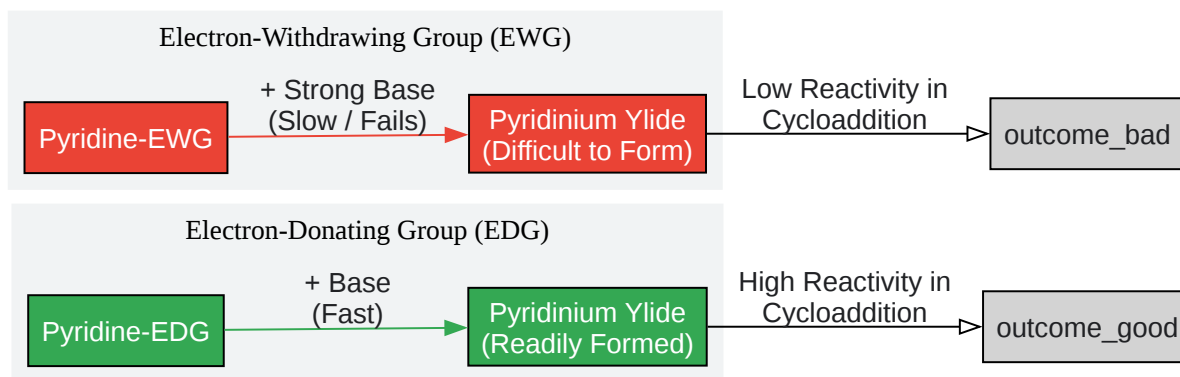 Electron-Withdrawing Group (EWG)
Pyridine-EWG
+ Strong Base
(Slow / Fails)
Pyridinium Ylide
(Difficult to Form)
Low Reactivity in
Cycloaddition
outcome_bad
Electron-Donating Group (EDG)
Pyridine-EDG
+ Base
(Fast)
Pyridinium Ylide
(Readily Formed)
High Reactivity in
Cycloaddition
outcome_good